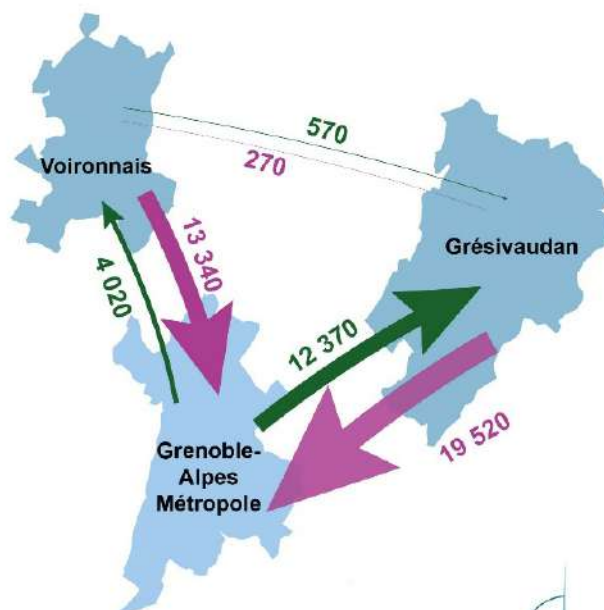 570
270
Voironnais
13 340
Grésivaudan
4 020
12 370
19 520
Grenoble-
Alpes
Métropole